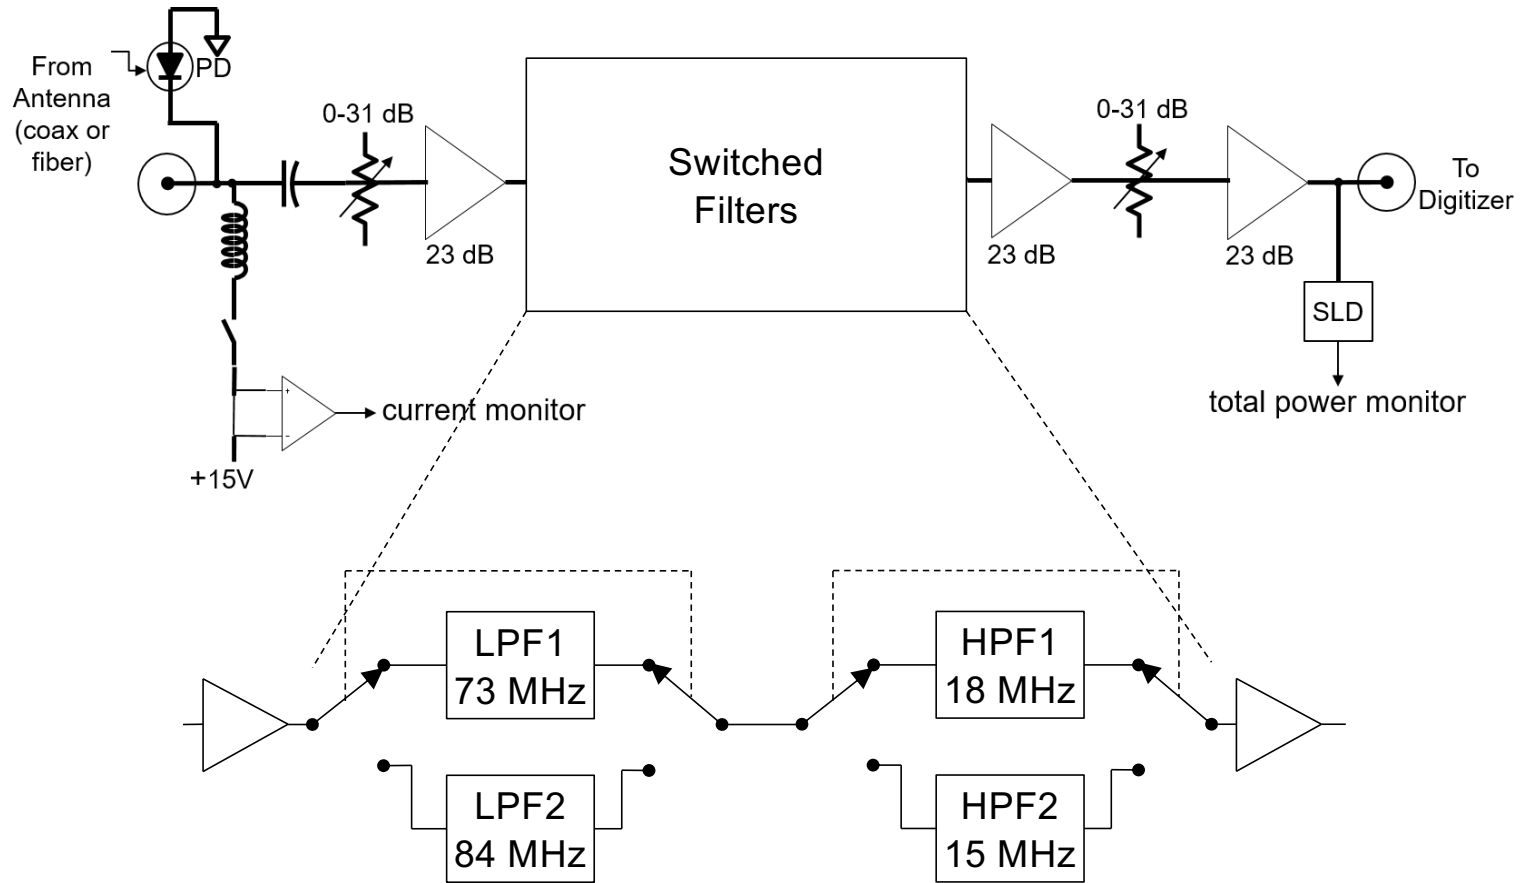 From
Antenna
(coax or
fiber)
PD
0-31 dB
23 dB
Switched
Filters
23 dB
0-31 dB
23 dB
To
Digitizer
SLD
total power monitor
+
-
current monitor
+15V
LPF1
73 MHz
LPF2
84 MHz
HPF1
18 MHz
HPF2
15 MHz